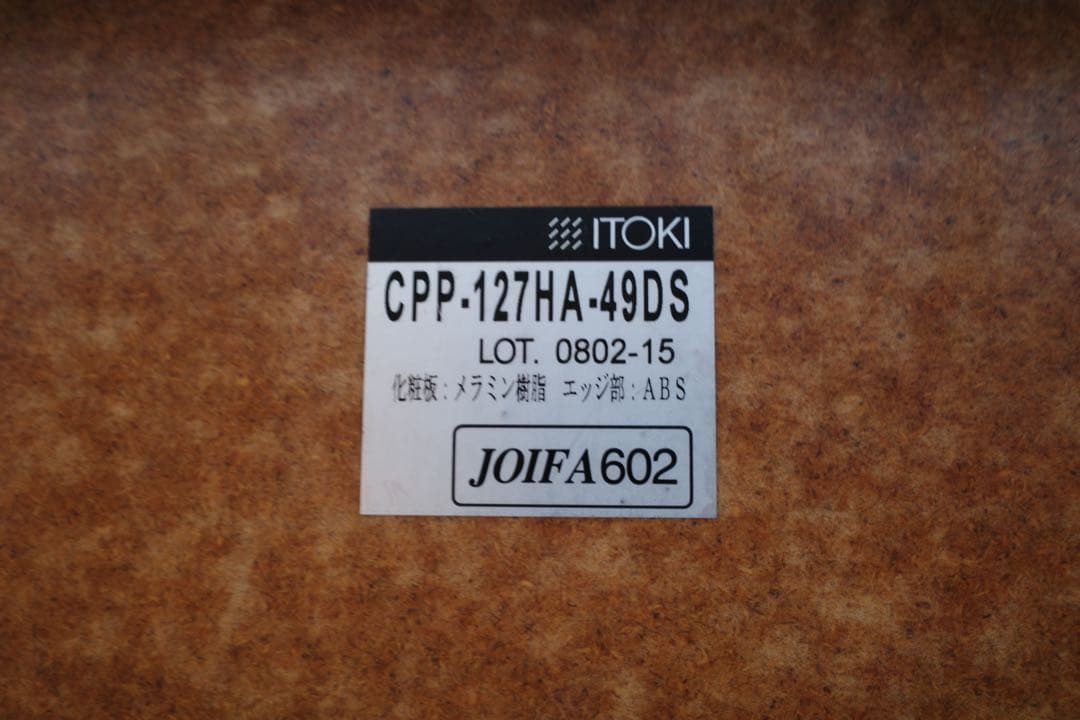 ITOKI
CPP-127HA-49DS
LOT. 0802-15
化粧板：メラミン樹脂 エッジ部：ABS
JOIFA602